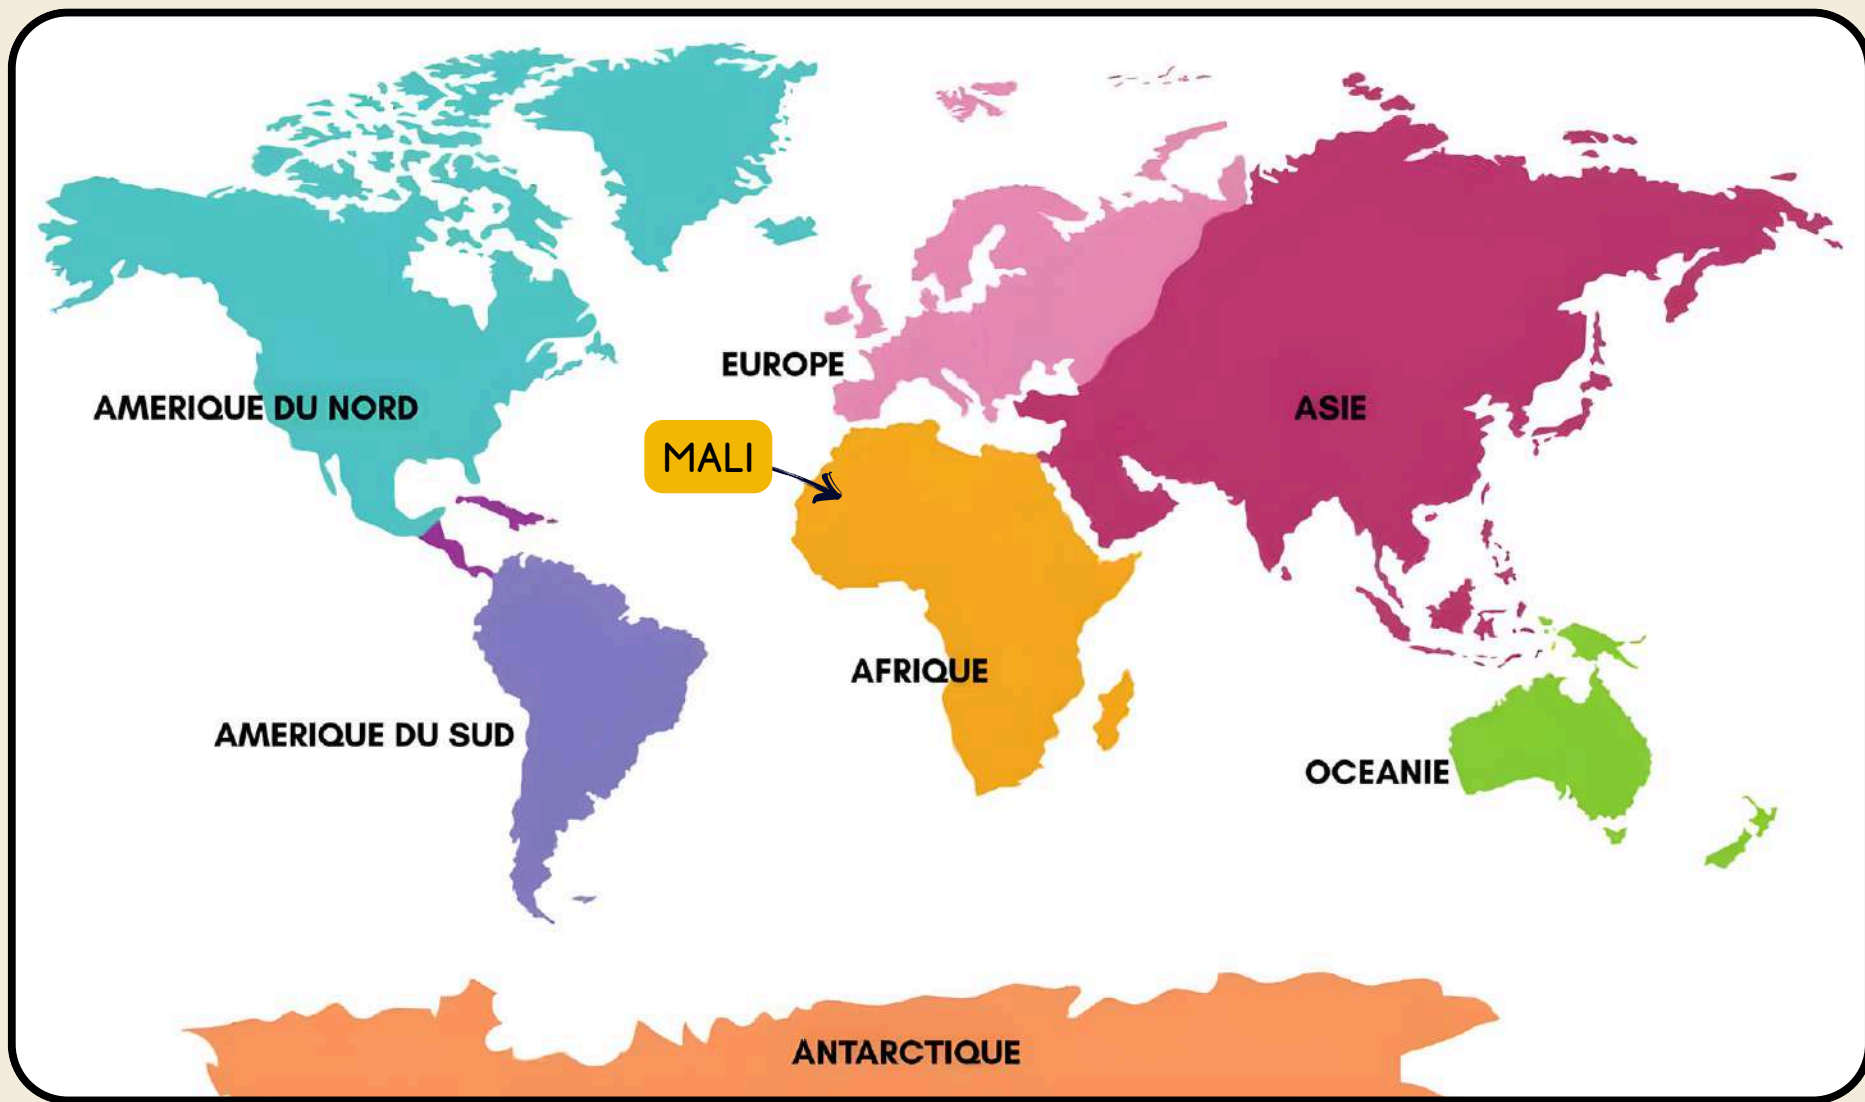 EUROPE
AMERIQUE DU NORD
ASIE
MALI
AFRIQUE
AMERIQUE DU SUD
OCEANIE
ANTARCTIQUE